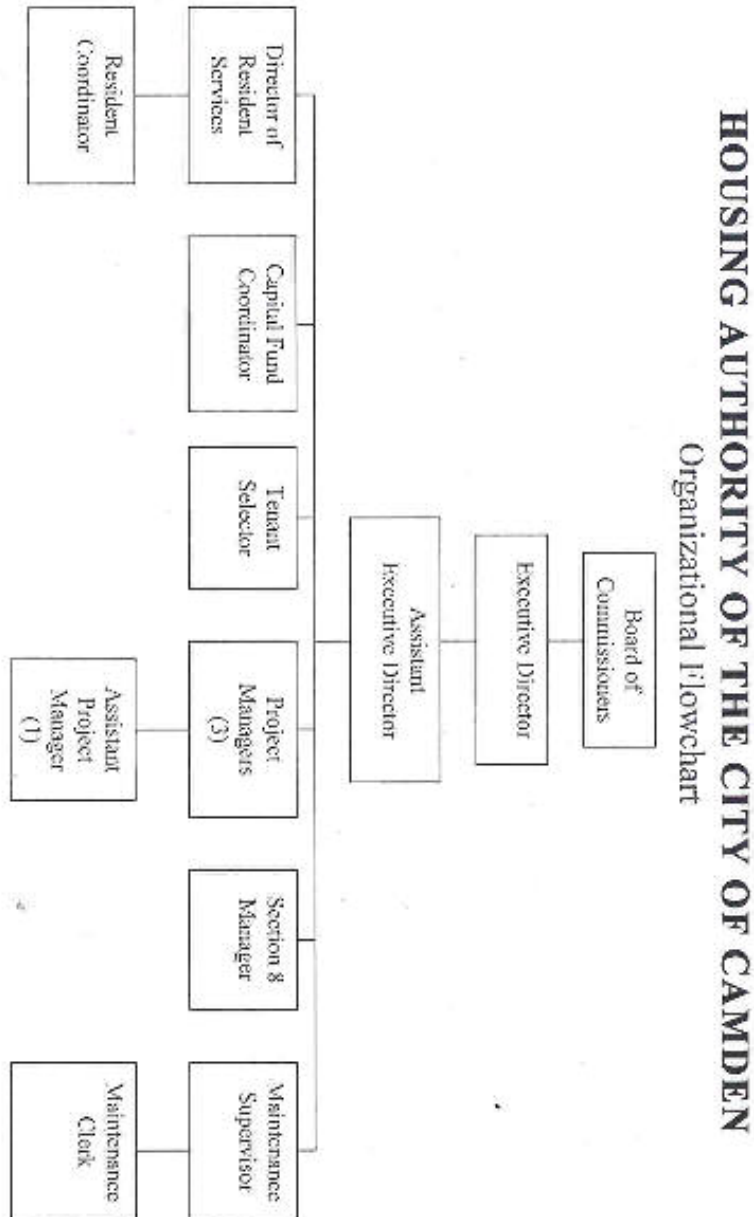 HOUSING AUTHORITY OF THE CITY OF CAMDEN
Organizational Flowchart
Board of
Commissioners
Executive Director
Assistant
Executive Director
Director of
Resident
Services
Capital Fund
Coordinator
Tenant
Selector
Project
Managers
(3)
Section 8
Manager
Maintenance
Supervisor
Resident
Coordinator
Assistant
Project
Manager
(1)
Maintenance
Clerk